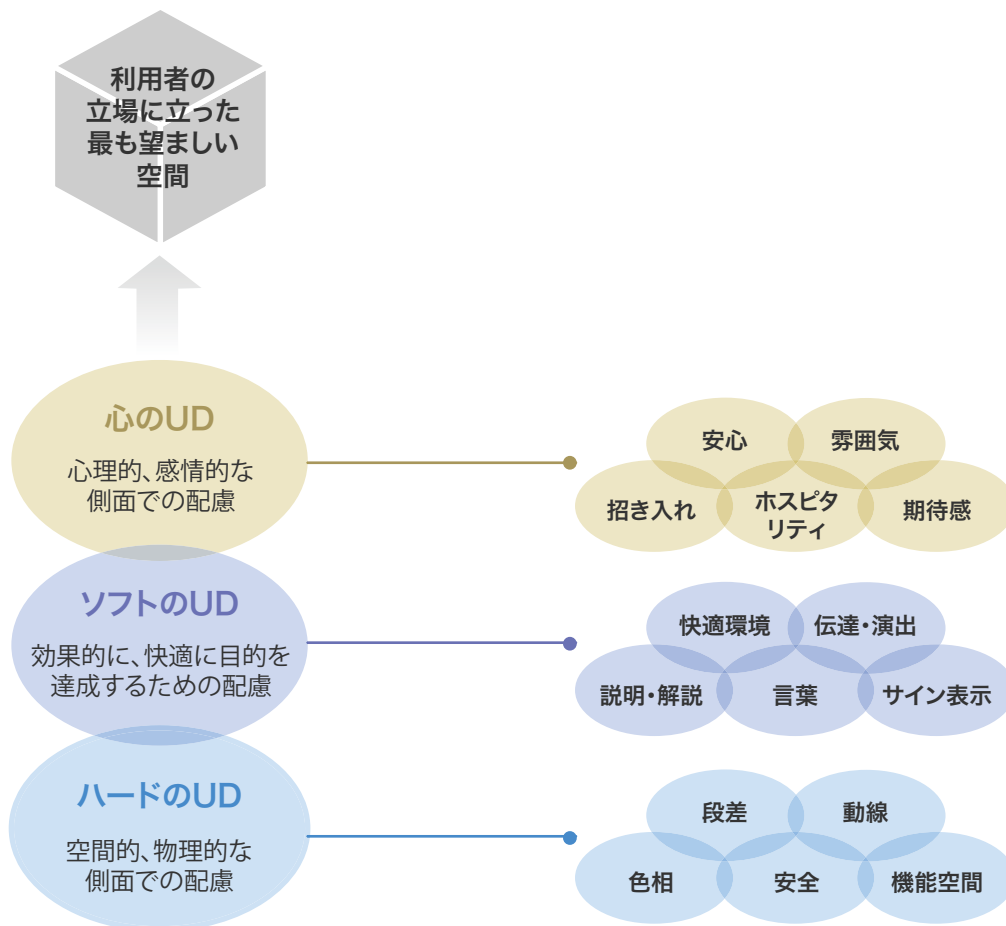 利用者の
立場に立った
最も望ましい
空間
心のUD
心理的、感情的な
側面での配慮
安心
雰囲気
招き入れ
ホスピタ
リティ
期待感
ソフトのUD
効果的に、快適に目的を
達成するための配慮
快適環境
伝達・演出
説明・解説
言葉
サイン表示
ハードのUD
空間的、物理的な
側面での配慮
段差
動線
色相
安全
機能空間